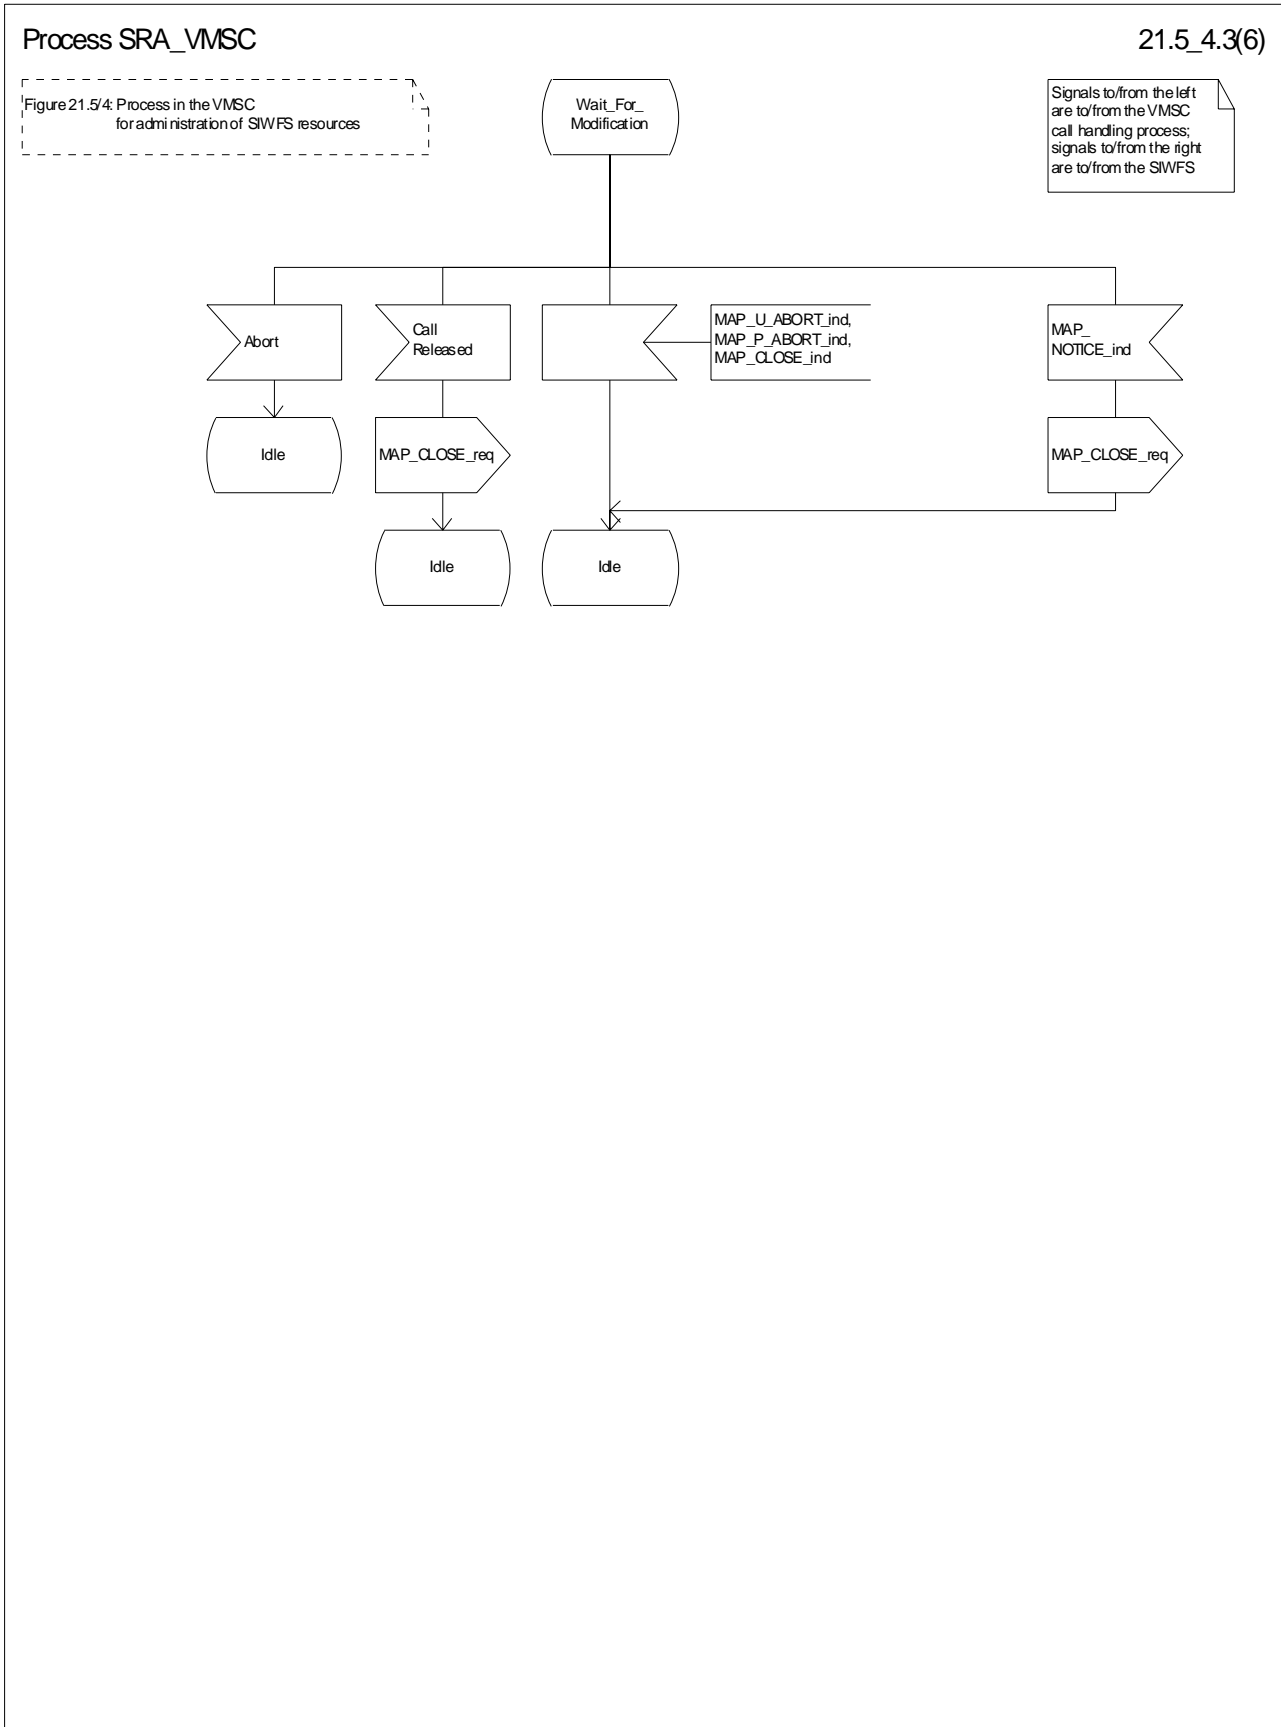 Process SRA_VMSC
21.5_4.3(6)
Figure 21.5/4: Process in the VMSC
for administration of SIWFS resources
Wait_For_
Modification
Signals to/from the left
are to/from the VMSC
call handling process;
signals to/from the right
are to/from the SIWFS
Abort
Call
Released
MAP_U_ABORT_ind,
MAP_P_ABORT_ind,
MAP_CLOSE_ind
MAP_
NOTICE_ind
Idle
MAP_CLOSE_req
MAP_CLOSE_req
Idle
Idle